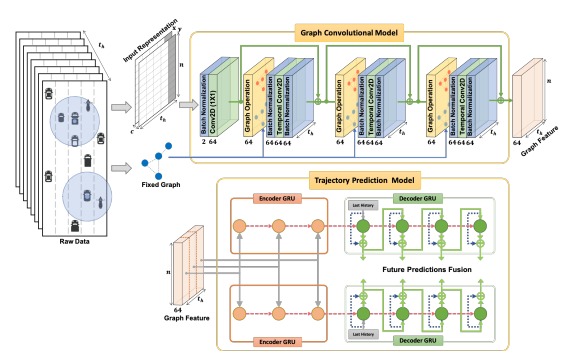 Graph Convolutional Model
Input Representation
x y
t_h
n
c
t_h
Raw Data
Fixed Graph
Batch Normalization
Conv2D (1X1)
2 64
Graph Operation
Batch Normalization
Temporal Conv2D
Batch Normalization
t_h
64 64 64 64
Graph Operation
Batch Normalization
Temporal Conv2D
Batch Normalization
t_h
64 64 64 64
Graph Operation
Batch Normalization
Temporal Conv2D
Batch Normalization
t_h
64 64 64 64
n
t_h
64
Graph Feature
Trajectory Prediction Model
Encoder GRU
Decoder GRU
Last History
Future Predictions Fusion
n
t_h
64
Graph Feature
Last History
Encoder GRU
Decoder GRU